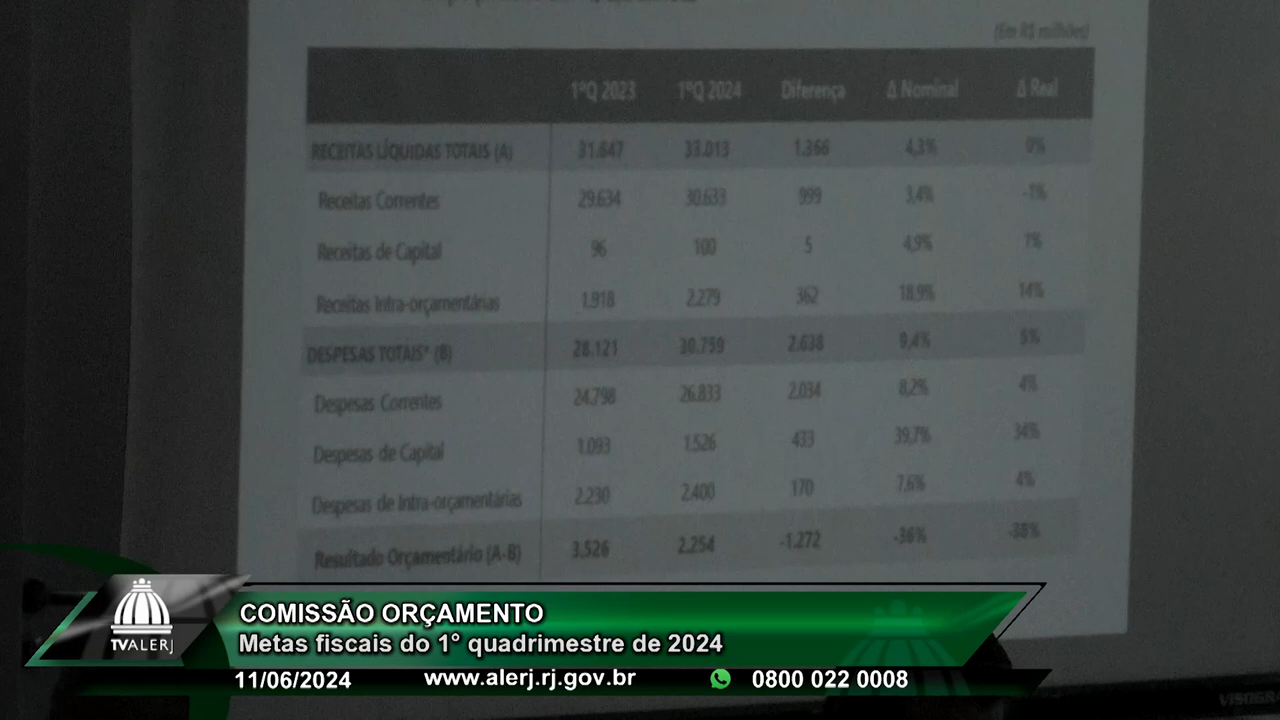 (Em R$ milhões)
1ºQ 2023 1ºQ 2024 Diferença Δ Nominal Δ Real
RECEITAS LÍQUIDAS TOTAIS (A) 31.647 33.013 1.366 4,3% 0%
Receitas Correntes 29.634 30.633 999 3,4% -1%
Receitas de Capital 96 100 5 4,9% 1%
Receitas Intra-orçamentárias 1.918 2.279 362 18,9% 14%
DESPESAS TOTAIS* (B) 28.121 30.759 2.638 9,4% 5%
Despesas Correntes 24.798 26.833 2.034 8,2% 4%
Despesas de Capital 1.093 1.526 433 39,7% 34%
Despesas de Intra-orçamentárias 2.230 2.400 170 7,6% 4%
Resultado Orçamentário (A-B) 3.526 2.254 -1.272 -36% -38%
COMISSÃO ORÇAMENTO
Metas fiscais do 1° quadrimestre de 2024
TVALERJ
11/06/2024 www.alerj.rj.gov.br 0800 022 0008